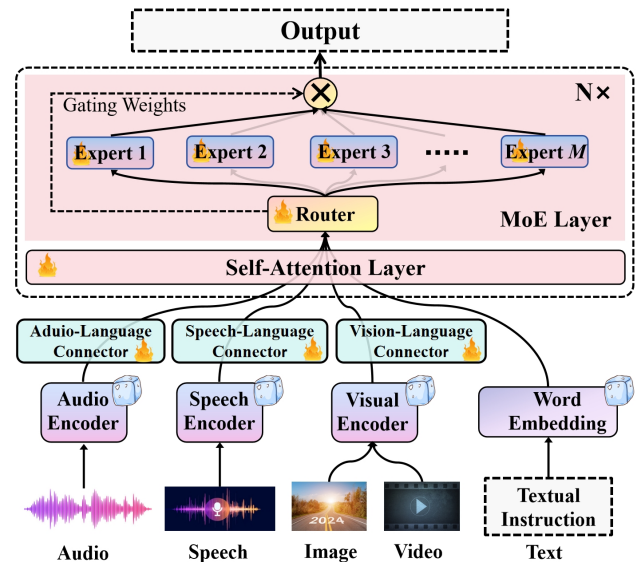 Output
N×
Gating Weights
Expert 1
Expert 2
Expert 3
.....
Expert M
Router
MoE Layer
Self-Attention Layer
Aduio-Language
Connector
Speech-Language
Connector
Vision-Language
Connector
Audio
Encoder
Speech
Encoder
Visual
Encoder
Word
Embedding
2024
Textual
Instruction
Audio
Speech
Image
Video
Text